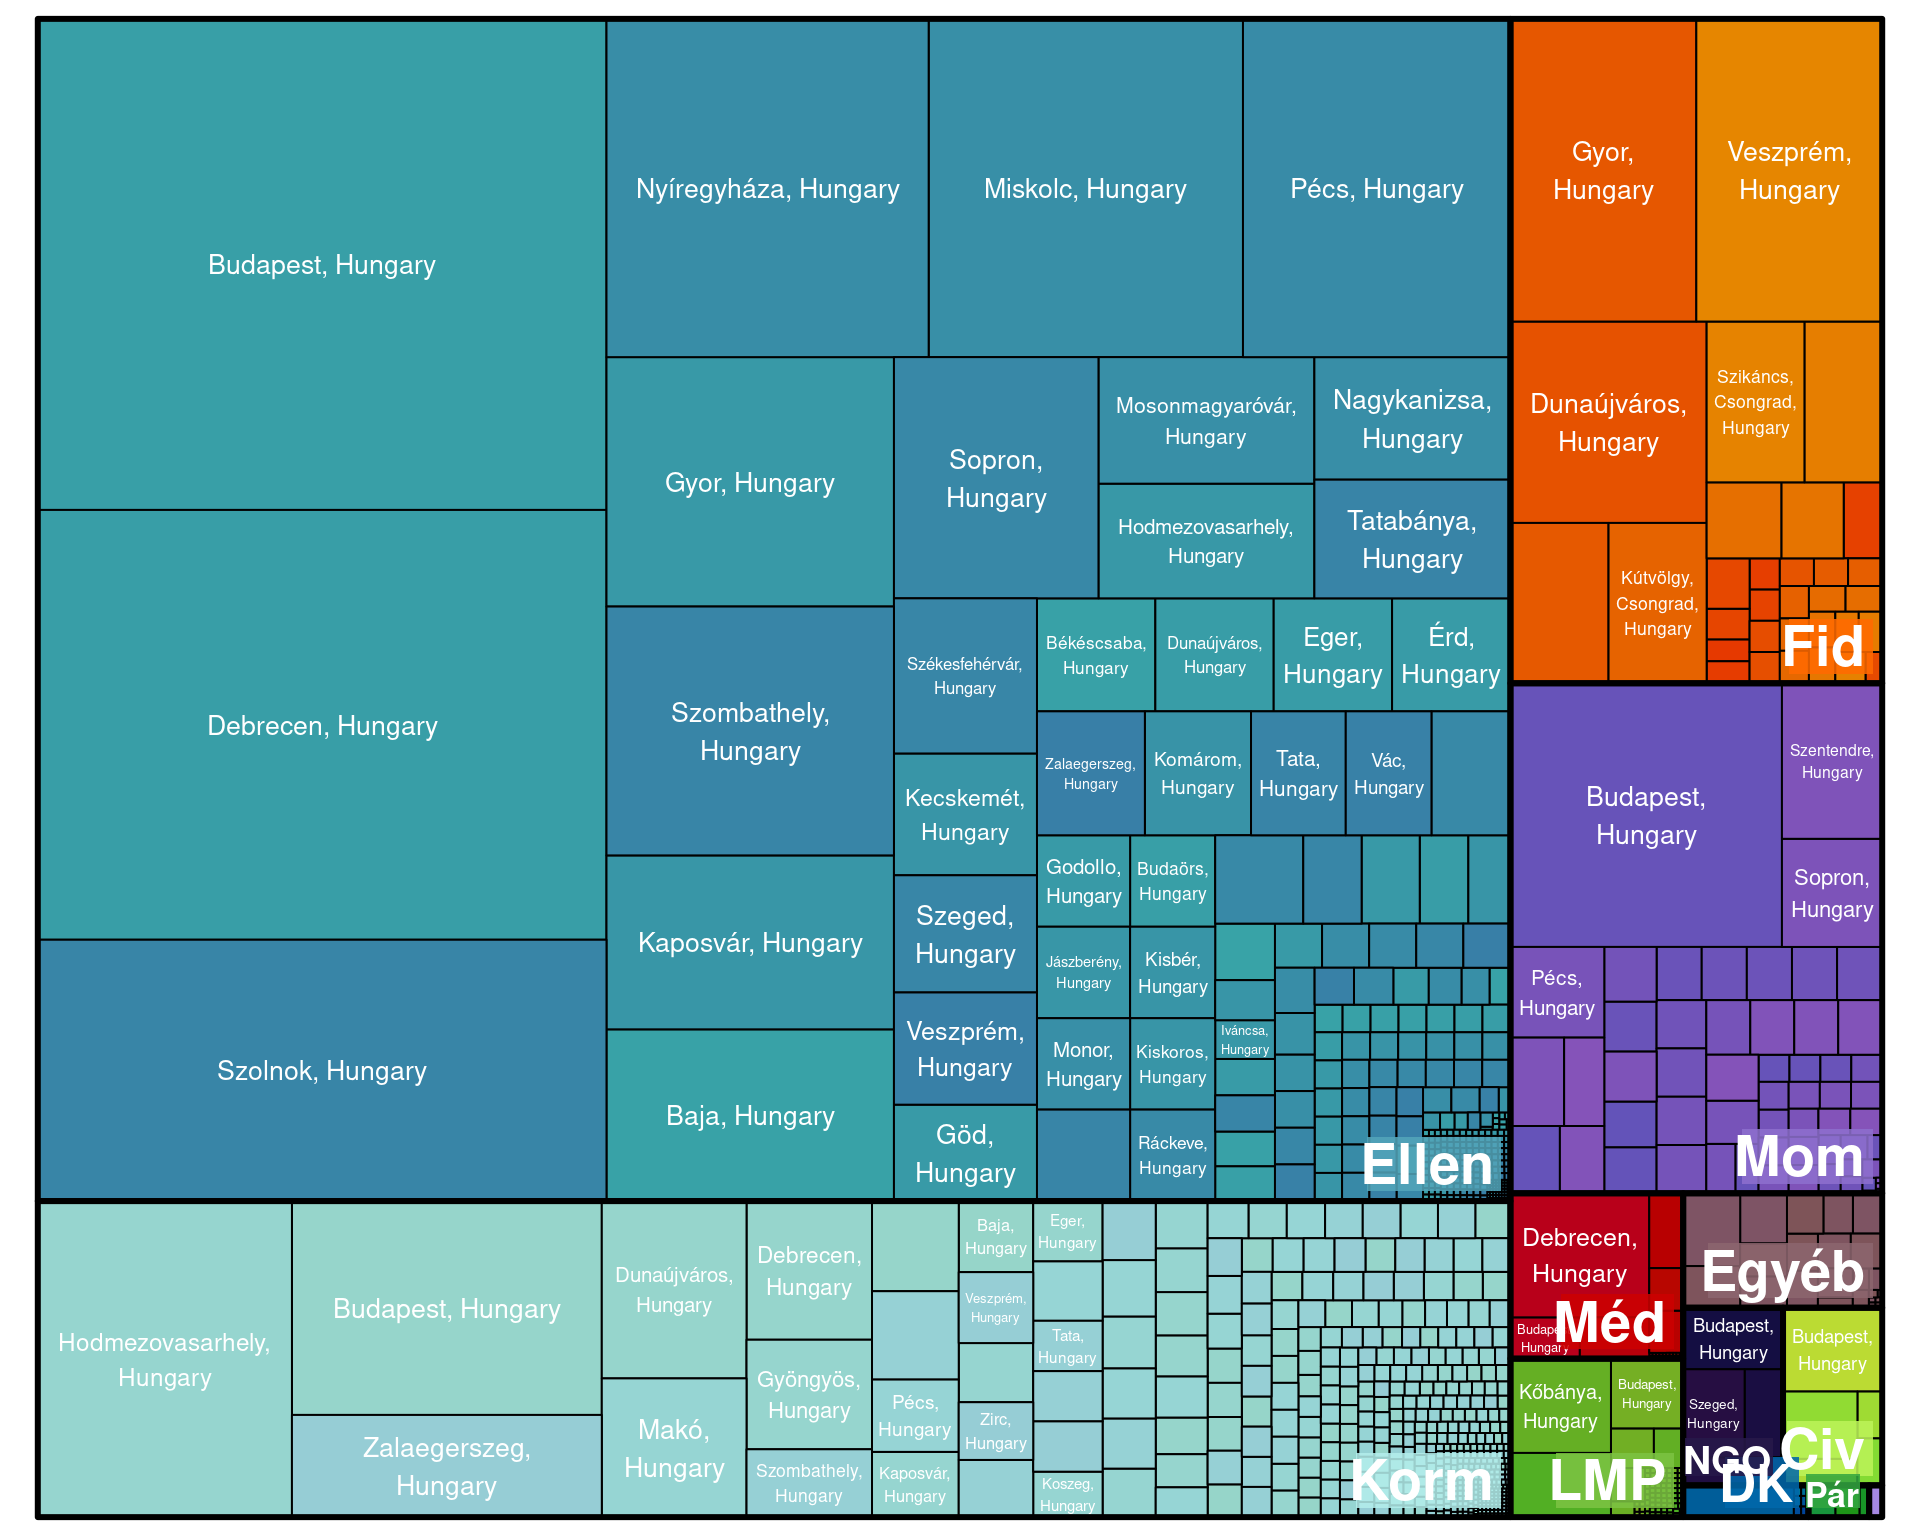 Budapest, Hungary
Debrecen, Hungary
Szolnok, Hungary
Nyíregyháza, Hungary
Miskolc, Hungary
Pécs, Hungary
Gyor, Hungary
Szombathely,
Hungary
Kaposvár, Hungary
Baja, Hungary
Sopron,
Hungary
Mosonmagyaróvár,
Hungary
Hodmezovasarhely,
Hungary
Nagykanizsa,
Hungary
Tatabánya,
Hungary
Székesfehérvár,
Hungary
Kecskemét,
Hungary
Szeged,
Hungary
Veszprém,
Hungary
Göd,
Hungary
Békéscsaba,
Hungary
Dunaújváros,
Hungary
Eger,
Hungary
Érd,
Hungary
Zalaegerszeg,
Hungary
Komárom,
Hungary
Tata,
Hungary
Vác,
Hungary
Godollo,
Hungary
Budaörs,
Hungary
Jászberény,
Hungary
Kisbér,
Hungary
Monor,
Hungary
Kiskoros,
Hungary
Ráckeve,
Hungary
Iváncsa,
Hungary
Ellen
Hodmezovasarhely,
Hungary
Budapest, Hungary
Zalaegerszeg,
Hungary
Dunaújváros,
Hungary
Makó,
Hungary
Debrecen,
Hungary
Gyöngyös,
Hungary
Szombathely,
Hungary
Pécs,
Hungary
Kaposvár,
Hungary
Baja,
Hungary
Veszprém,
Hungary
Zirc,
Hungary
Eger,
Hungary
Tata,
Hungary
Koszeg,
Hungary
Korm
Gyor,
Hungary
Veszprém,
Hungary
Dunaújváros,
Hungary
Szikáncs,
Csongrad,
Hungary
Kútvölgy,
Csongrad,
Hungary
Fid
Budapest,
Hungary
Szentendre,
Hungary
Sopron,
Hungary
Pécs,
Hungary
Mom
Debrecen,
Hungary
Hungary
Méd
Egyéb
Kőbánya,
Hungary
Budapest,
Hungary
LMP
Budapest,
Hungary
Szeged,
Hungary
NGO
Budapest,
Hungary
Civ
DK
Pár